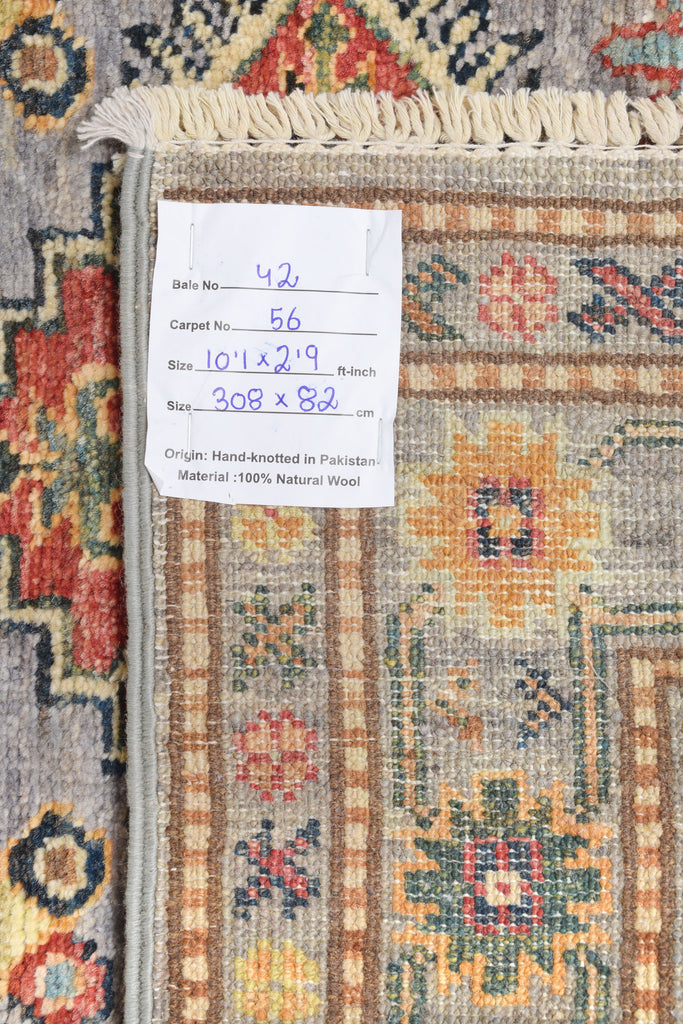 Bale No 42
Carpet No 56
Size 10'1 x 2'9 ft-inch
Size 308 x 82 cm
Origin: Hand-knotted in Pakistan
Material :100% Natural Wool